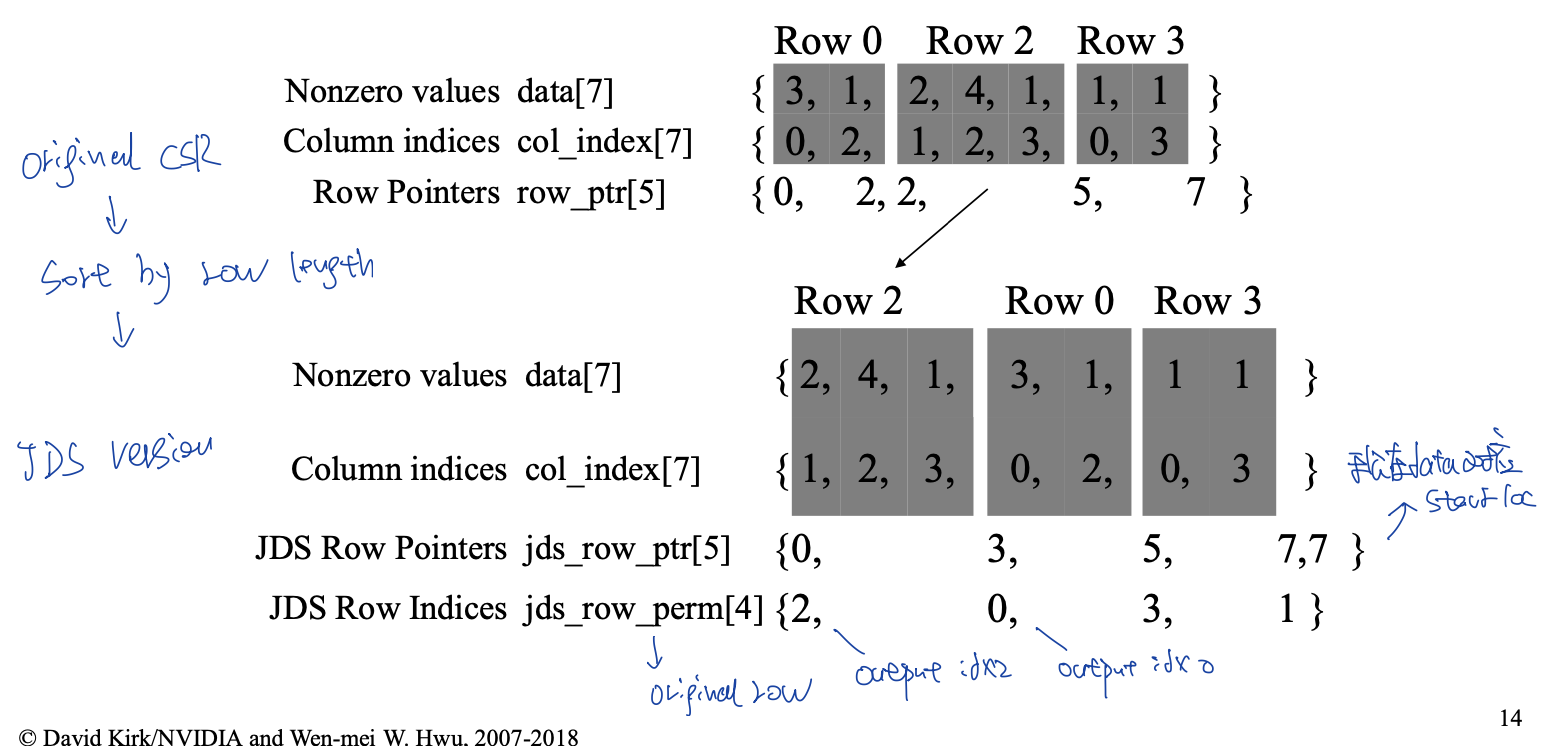 Row 0 Row 2 Row 3
Nonzero values data[7] { 3, 1, 2, 4, 1, 1, 1 }
Column indices col_index[7] { 0, 2, 1, 2, 3, 0, 3 }
Row Pointers row_ptr[5] { 0, 2, 2, 5, 7 }
original CSR
Sort by row length
Row 2 Row 0 Row 3
Nonzero values data[7] { 2, 4, 1, 3, 1, 1 1 }
JDS version
Column indices col_index[7] { 1, 2, 3, 0, 2, 0, 3 }
data
start loc
JDS Row Pointers jds_row_ptr[5] {0, 3, 5, 7,7 }
JDS Row Indices jds_row_perm[4] {2, 0, 3, 1 }
original row
output idx2
output idx 0
14
© David Kirk/NVIDIA and Wen-mei W. Hwu, 2007-2018